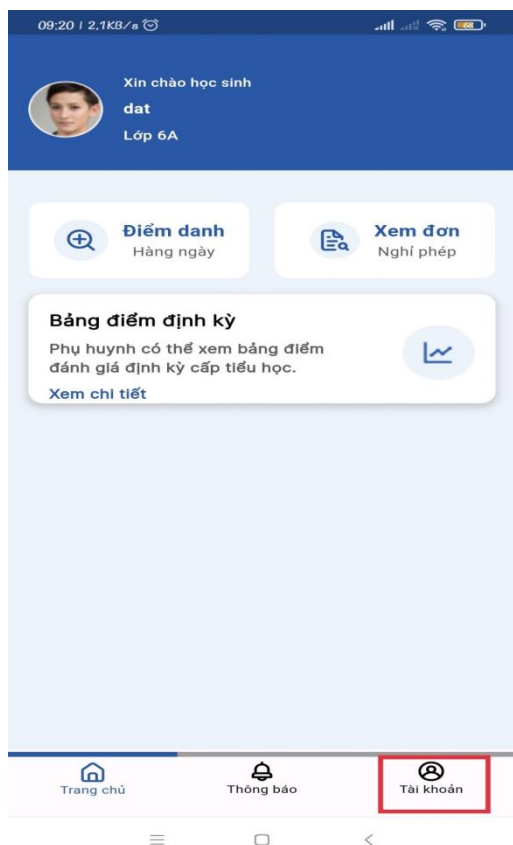 09:20 | 2,1KB/s
68
Xin chào học sinh
dat
Lớp 6A
Điểm danh
Hàng ngày
Xem đơn
Nghỉ phép
Bảng điểm định kỳ
Phụ huynh có thể xem bảng điểm
đánh giá định kỳ cấp tiểu học.
Xem chi tiết
Trang chủ
Thông báo
Tài khoản